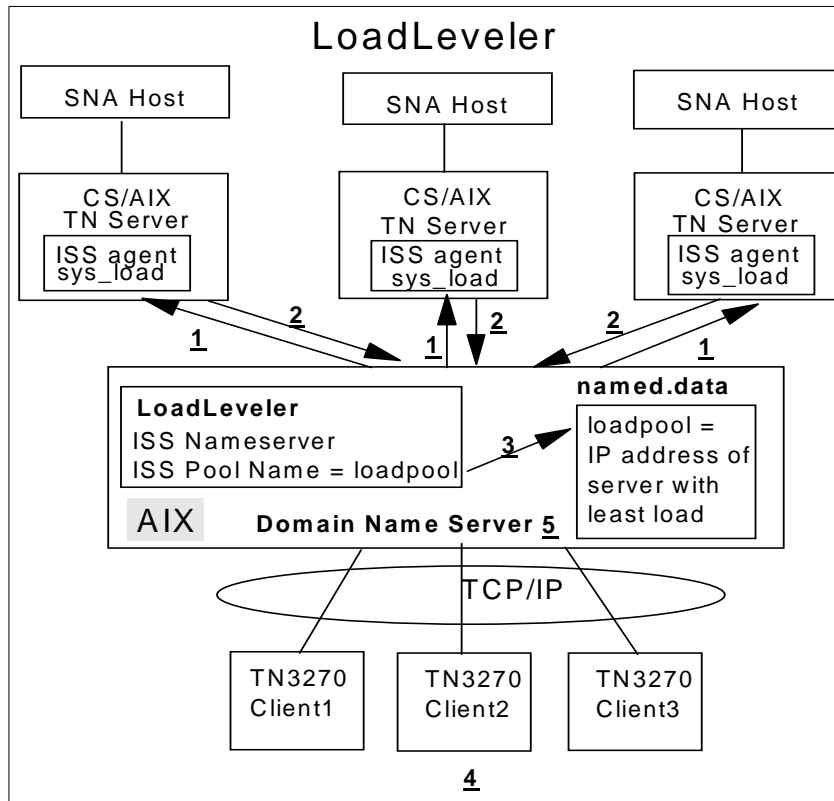 LoadLeveler
SNA Host
SNA Host
SNA Host
CS/AIX
TN Server
ISS agent
sys_load
CS/AIX
TN Server
ISS agent
sys_load
CS/AIX
TN Server
ISS agent
sys_load
1
2
1
2
2
1
LoadLeveler
ISS Nameserver
ISS Pool Name = loadpool
3
named.data
loadpool =
IP address of
server with
least load
AIX
Domain Name Server 5
TCP/IP
TN3270
Client1
TN3270
Client2
TN3270
Client3
4